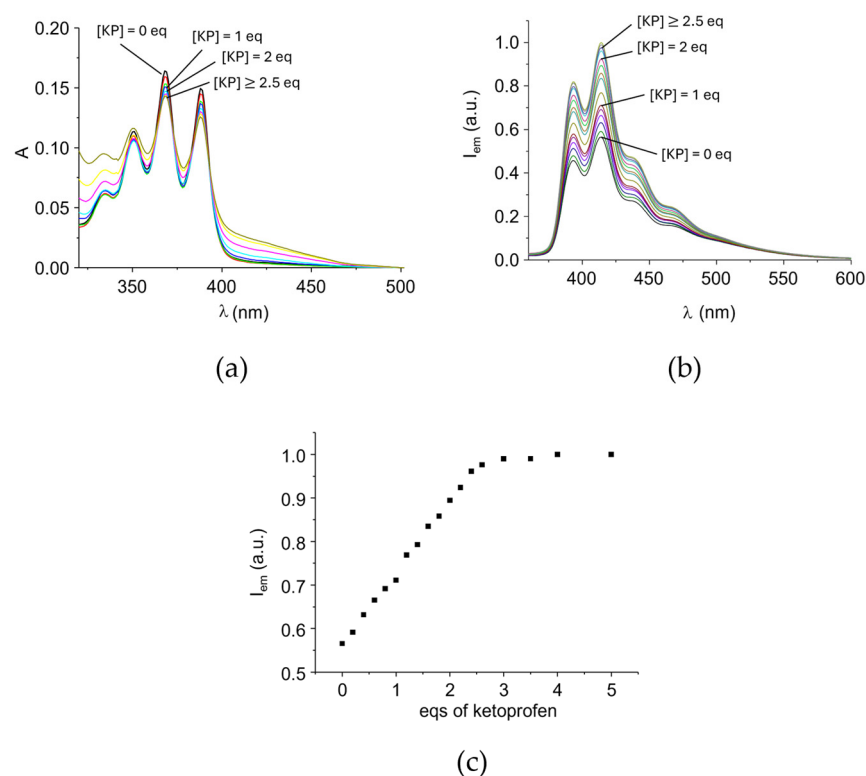 [KP] = 0 eq
[KP] = 1 eq
[KP] = 2 eq
[KP] ≥ 2.5 eq
0.20
0.15
0.10
0.05
0.00
A
350
400
450
500
λ (nm)
(a)
[KP] ≥ 2.5 eq
[KP] = 2 eq
[KP] = 1 eq
[KP] = 0 eq
1.0
0.8
0.6
0.4
0.2
0.0
Iem (a.u.)
400
450
500
550
600
λ (nm)
(b)
1.0
0.9
0.8
0.7
0.6
0.5
Iem (a.u.)
0
1
2
3
4
5
eqs of ketoprofen
(c)